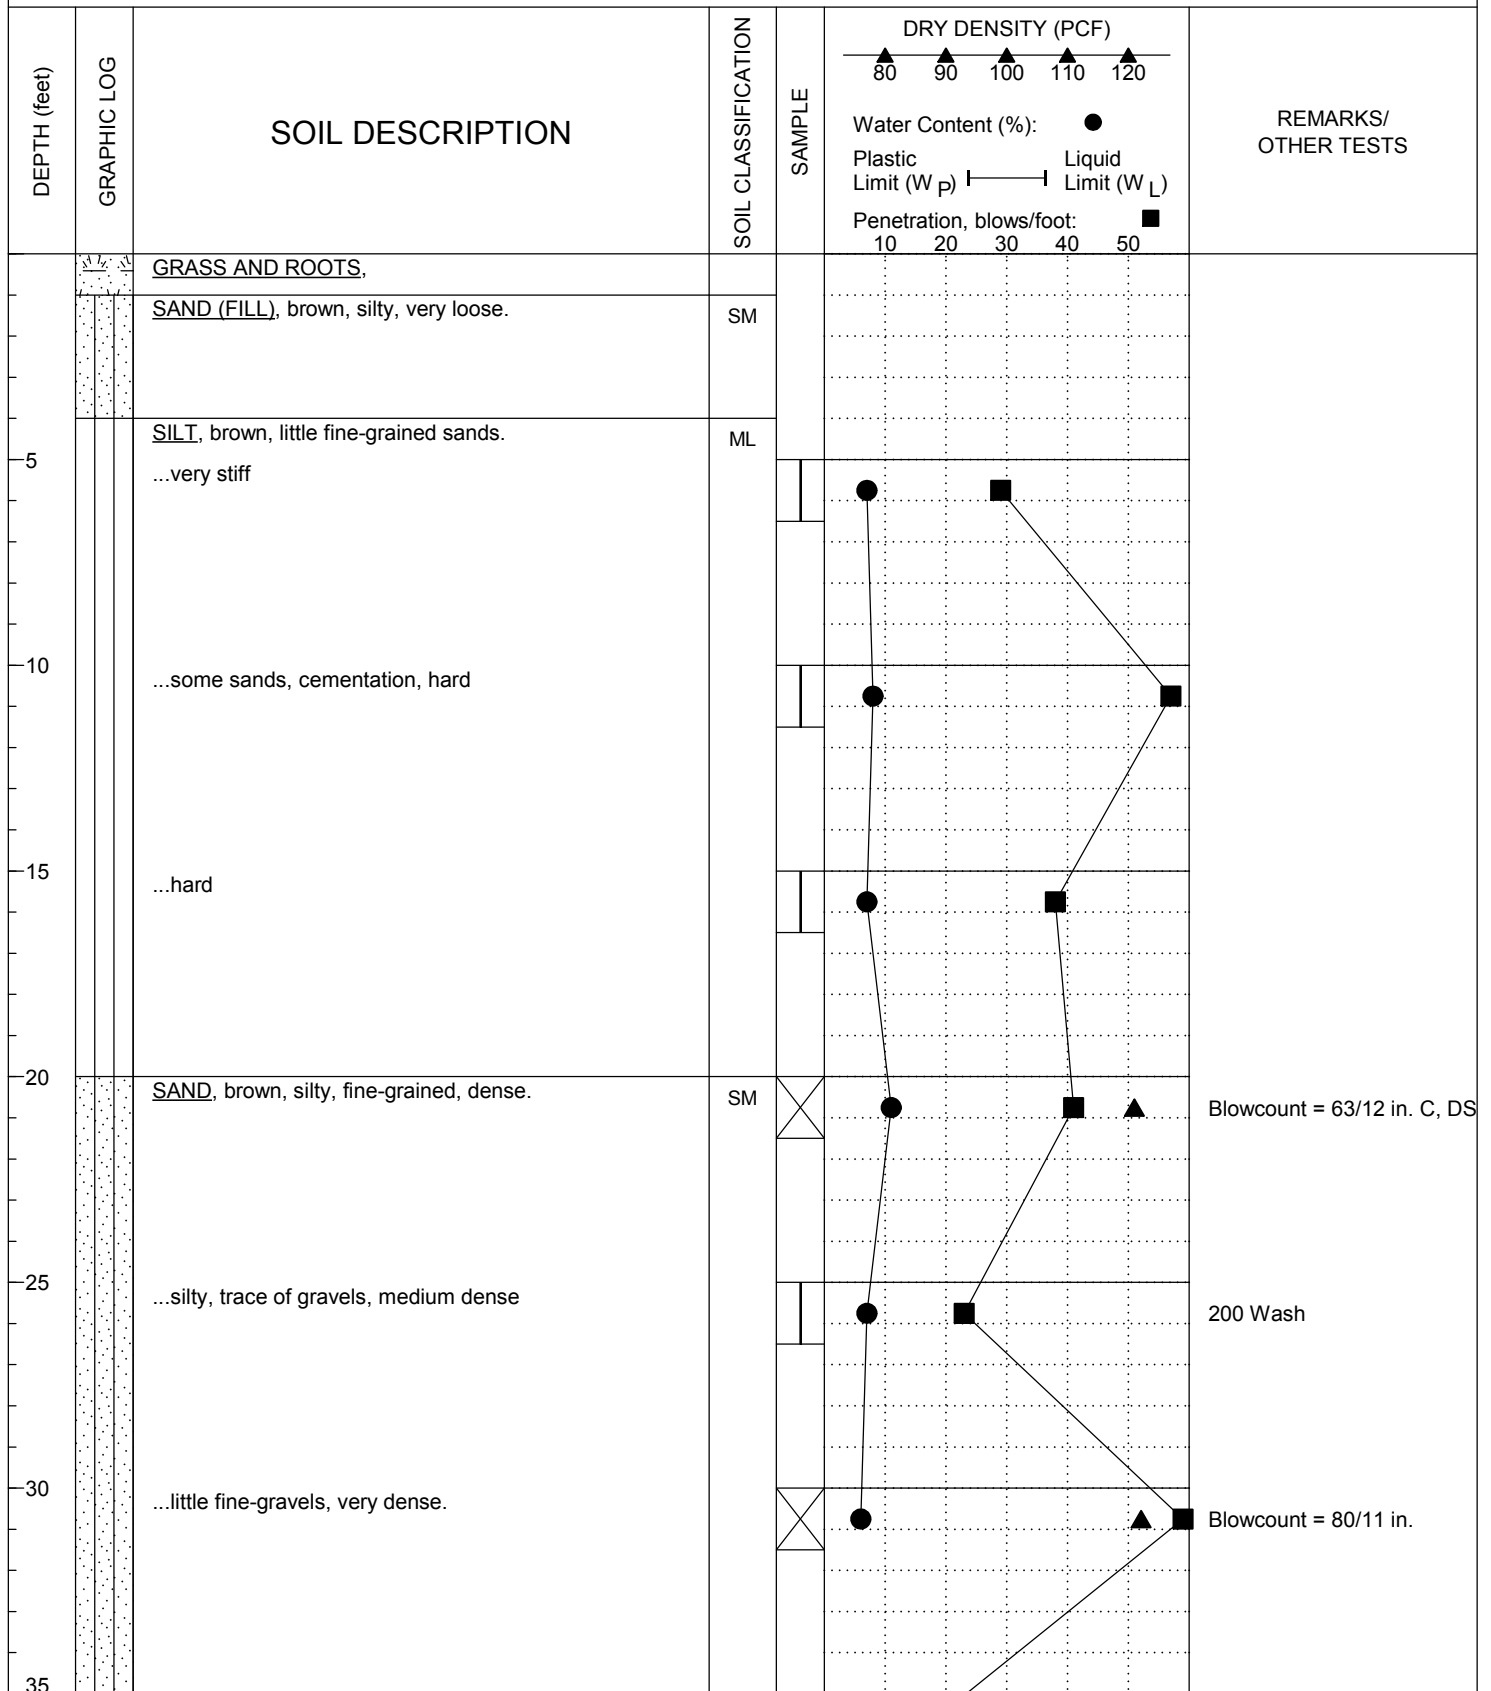 DEPTH (feet)
GRAPHIC LOG
SOIL DESCRIPTION
SOIL CLASSIFICATION
SAMPLE
DRY DENSITY (PCF)
80 90 100 110 120
Water Content (%):
Plastic Limit (W P)
Liquid Limit (W L)
Penetration, blows/foot:
10 20 30 40 50
REMARKS/
OTHER TESTS
GRASS AND ROOTS,
SAND (FILL), brown, silty, very loose.
SM
SILT, brown, little fine-grained sands.
ML
5
...very stiff
10
...some sands, cementation, hard
15
...hard
20
SAND, brown, silty, fine-grained, dense.
SM
Blowcount = 63/12 in. C, DS
25
...silty, trace of gravels, medium dense
200 Wash
30
...little fine-gravels, very dense.
Blowcount = 80/11 in.
35